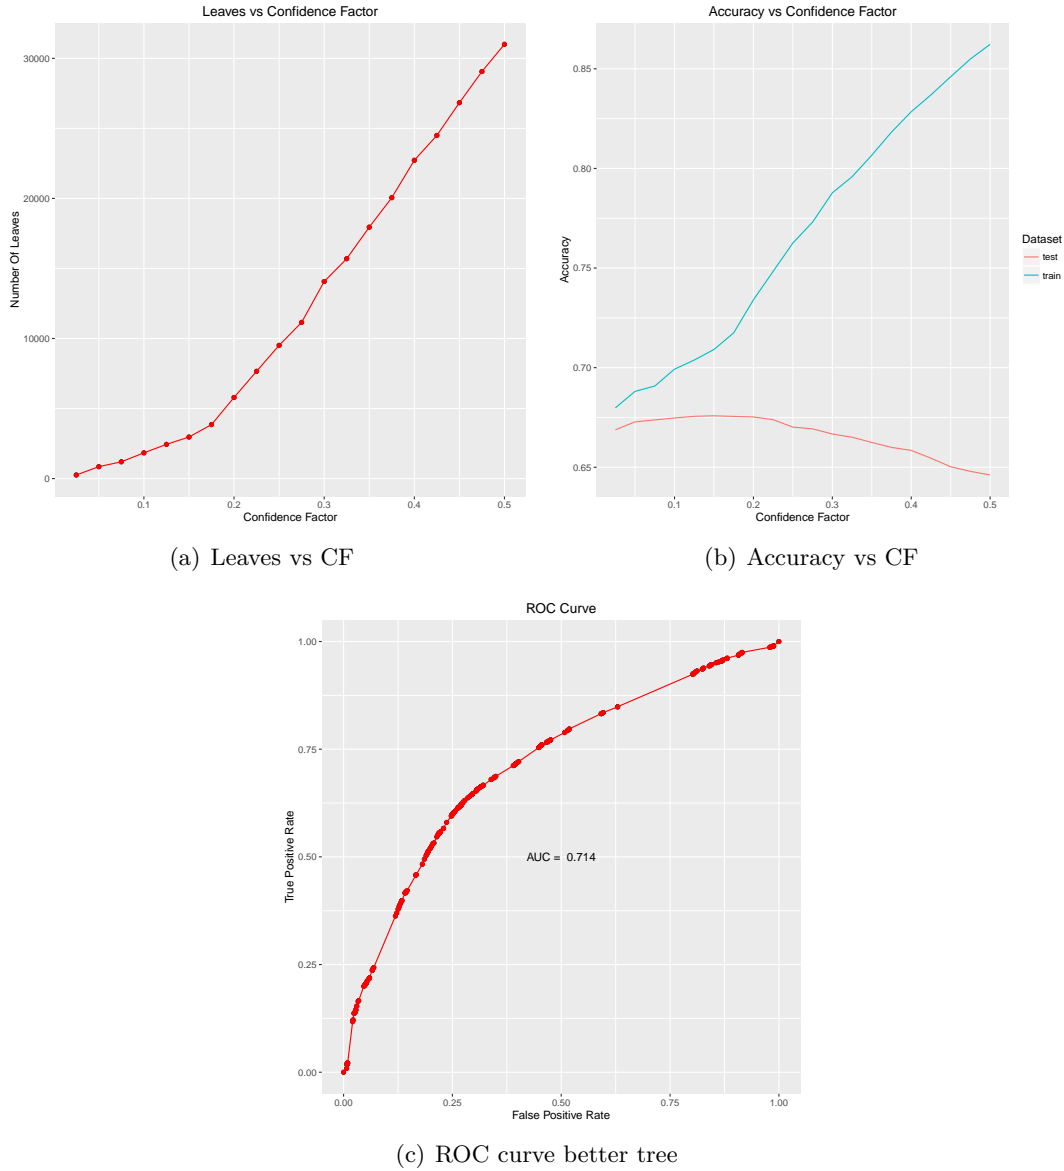 Leaves vs Confidence Factor
30000
20000
10000
0
Number Of Leaves
0.1 0.2 0.3 0.4 0.5
Confidence Factor
(a) Leaves vs CF
Accuracy vs Confidence Factor
0.85
0.80
0.75
0.70
0.65
Accuracy
0.1 0.2 0.3 0.4 0.5
Confidence Factor
Dataset
test
train
(b) Accuracy vs CF
ROC Curve
1.00
0.75
0.50
0.25
0.00
True Positive Rate
AUC = 0.714
0.00 0.25 0.50 0.75 1.00
False Positive Rate
(c) ROC curve better tree